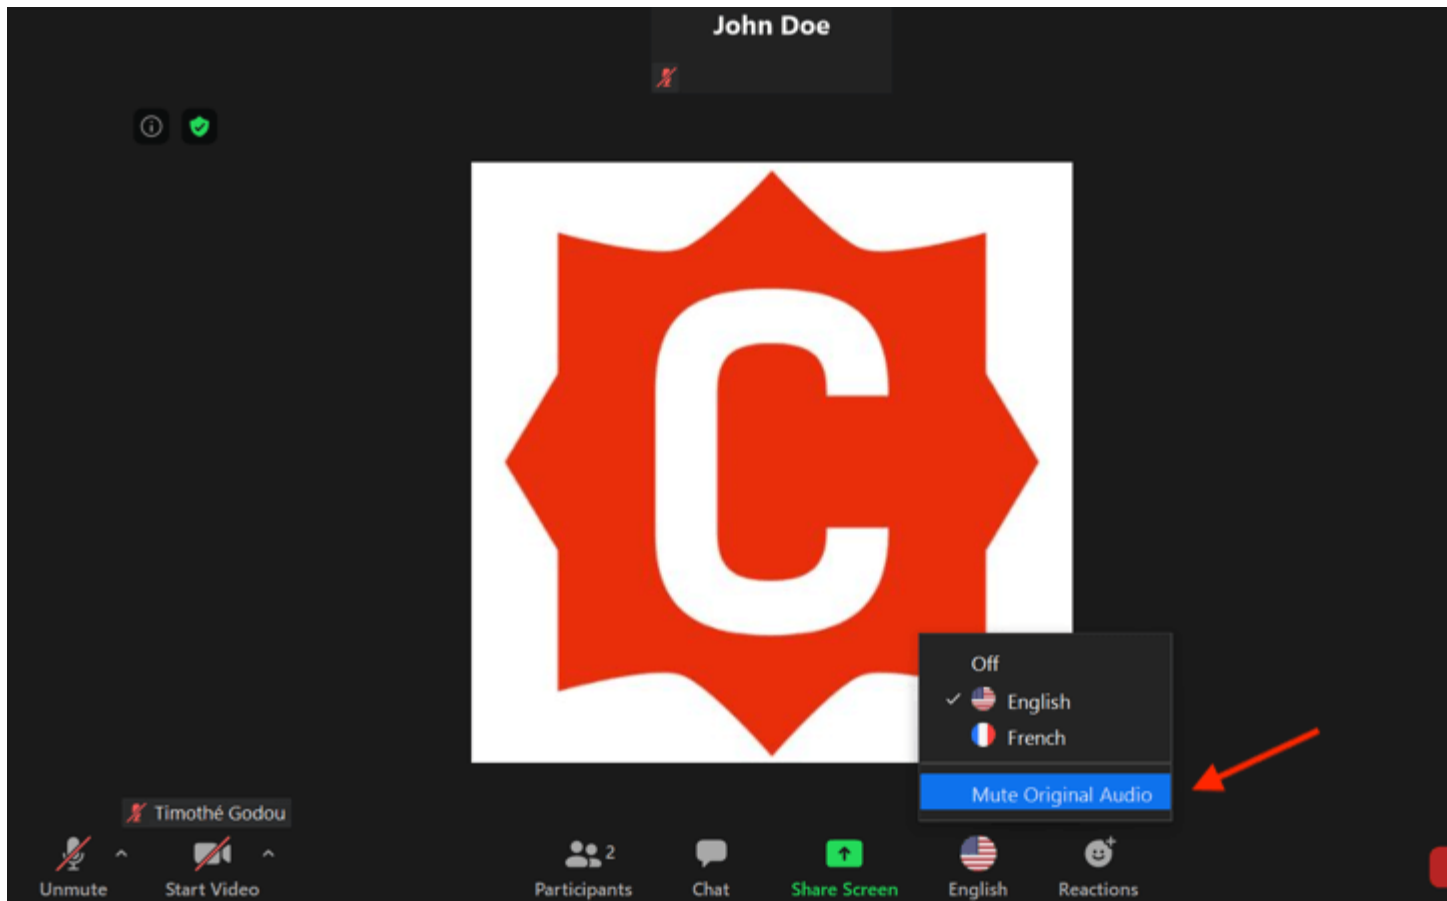 John Doe
C
Off
English
French
Mute Original Audio
Timothé Godou
Unmute
Start Video
2
Participants
Chat
Share Screen
English
Reactions